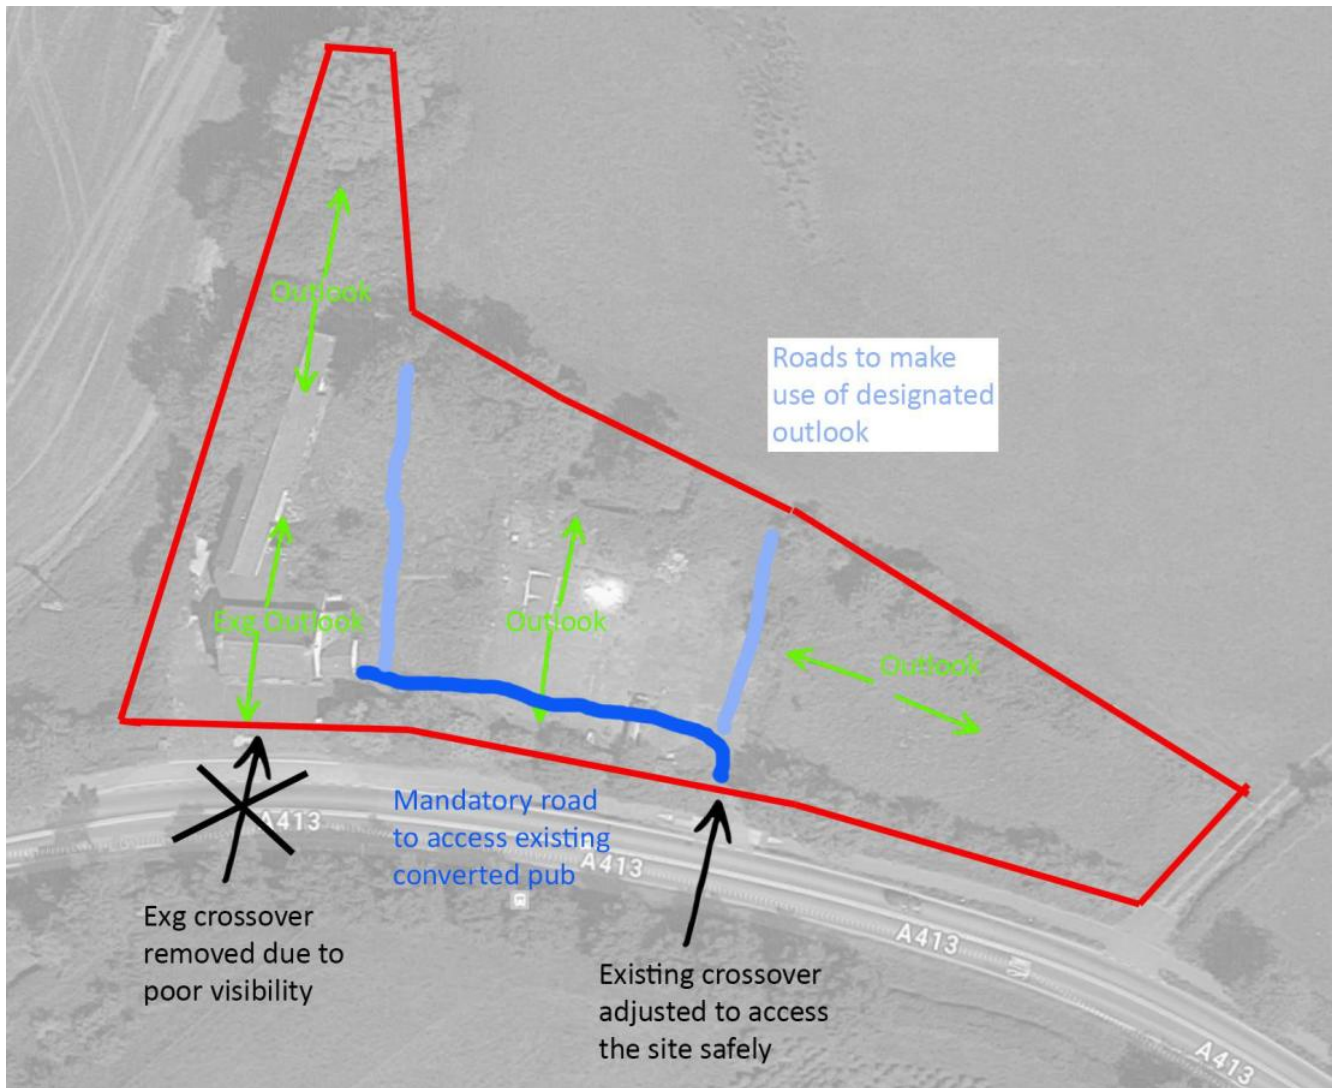 Outlook
Roads to make
use of designated
outlook
Exg Outlook
Outlook
Outlook
Mandatory road
to access existing
converted pub
A413
A413
A413
A413
Exg crossover
removed due to
poor visibility
Existing crossover
adjusted to access
the site safely